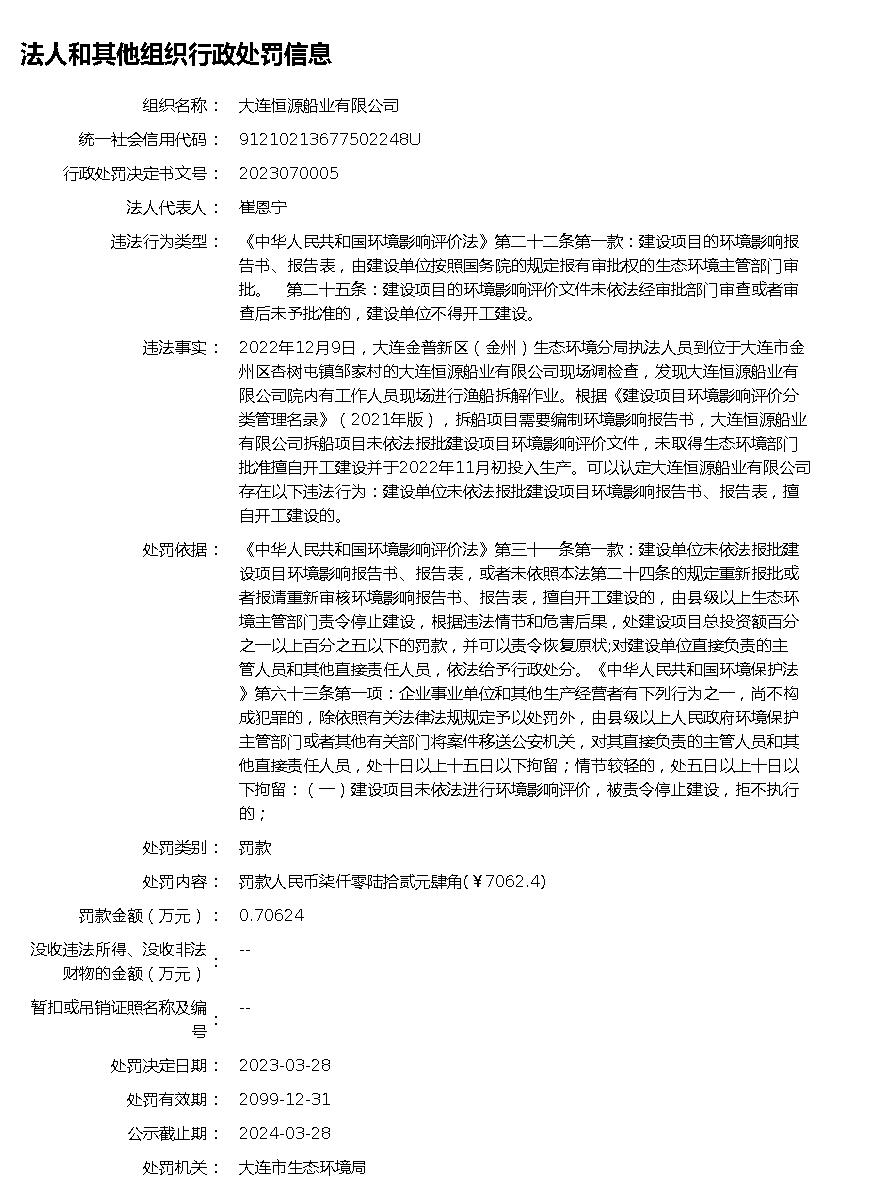 法人和其他组织行政处罚信息
组织名称： 大连恒源船业有限公司
统一社会信用代码： 91210213677502248U
行政处罚决定书文号： 2023070005
法人代表人： 崔恩宁
违法行为类型： 《中华人民共和国环境影响评价法》第二十二条第一款：建设项目的环境影响报
告书、报告表，由建设单位按照国务院的规定报有审批权的生态环境主管部门审
批。　第二十五条：建设项目的环境影响评价文件未依法经审批部门审查或者审
查后未予批准的，建设单位不得开工建设。
违法事实： 2022年12月9日，大连金普新区（金州）生态环境分局执法人员到位于大连市金
州区杏树屯镇邹家村的大连恒源船业有限公司现场调检查，发现大连恒源船业有
限公司院内有工作人员现场进行渔船拆解作业。根据《建设项目环境影响评价分
类管理名录》（2021年版），拆船项目需要编制环境影响报告书，大连恒源船业
有限公司拆船项目未依法报批建设项目环境影响评价文件，未取得生态环境部门
批准擅自开工建设并于2022年11月初投入生产。可以认定大连恒源船业有限公司
存在以下违法行为：建设单位未依法报批建设项目环境影响报告书、报告表，擅
自开工建设的。
处罚依据： 《中华人民共和国环境影响评价法》第三十一条第一款：建设单位未依法报批建
设项目环境影响报告书、报告表，或者未依照本法第二十四条的规定重新报批或
者报请重新审核环境影响报告书、报告表，擅自开工建设的，由县级以上生态环
境主管部门责令停止建设，根据违法情节和危害后果，处建设项目总投资额百分
之一以上百分之五以下的罚款，并可以责令恢复原状;对建设单位直接负责的主
管人员和其他直接责任人员，依法给予行政处分。《中华人民共和国环境保护法
》第六十三条第一项：企业事业单位和其他生产经营者有下列行为之一，尚不构
成犯罪的，除依照有关法律法规规定予以处罚外，由县级以上人民政府环境保护
主管部门或者其他有关部门将案件移送公安机关，对其直接负责的主管人员和其
他直接责任人员，处十日以上十五日以下拘留；情节较轻的，处五日以上十日以
下拘留：（一）建设项目未依法进行环境影响评价，被责令停止建设，拒不执行
的；
处罚类别： 罚款
处罚内容： 罚款人民币柒仟零陆拾贰元肆角(￥7062.4)
罚款金额（万元）： 0.70624
没收违法所得、没收非法
财物的金额（万元）： --
暂扣或吊销证照名称及编
号： --
处罚决定日期： 2023-03-28
处罚有效期： 2099-12-31
公示截止期： 2024-03-28
处罚机关： 大连市生态环境局